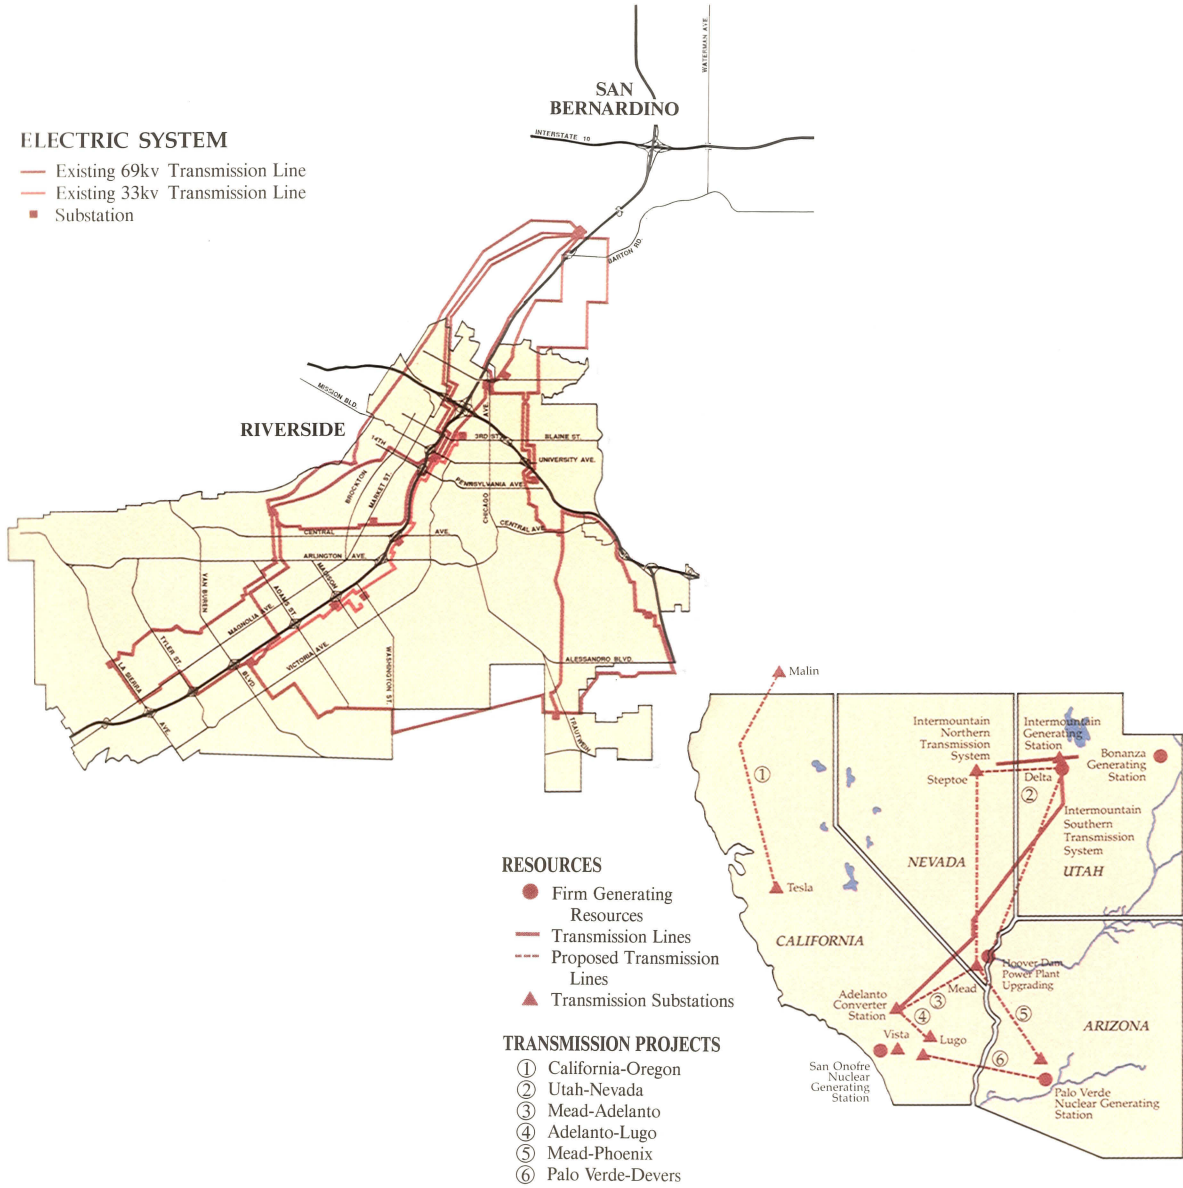 WATERMAN AVE.
SAN
BERNARDINO
INTERSTATE 10
ELECTRIC SYSTEM
Existing 69kv Transmission Line
Existing 33kv Transmission Line
Substation
BARTON RD.
MISSION BLD.
RIVERSIDE
14TH
3RD ST.
AVE.
BLAINE ST.
UNIVERSITY AVE.
BROCKTON
MARKET ST.
PENNSYLVANIA AVE.
CHICAGO
CENTRAL
AVE.
CENTRAL AVE.
ARLINGTON AVE.
VAN BUREN
ADAMS ST.
MADISON
MAGNOLIA AVE.
TYLER ST.
VICTORIA AVE.
LA SIERRA
BLVD.
WASHINGTON ST.
ALESSANDRO BLVD.
AVE.
TRAUTWEIN
Malin
Intermountain
Northern
Transmission
System
Intermountain
Generating
Station
Bonanza
Generating
Station
Steptoe
Delta
①
②
Intermountain
Southern
Transmission
System
NEVADA
UTAH
Tesla
CALIFORNIA
Hoover Dam
Power Plant
Upgrading
Mead
Adelanto
Converter
Station
③
④
⑤
ARIZONA
Vista
Lugo
⑥
San Onofre
Nuclear
Generating
Station
Palo Verde
Nuclear Generating
Station
RESOURCES
Firm Generating
Resources
Transmission Lines
Proposed Transmission
Lines
Transmission Substations
TRANSMISSION PROJECTS
① California-Oregon
② Utah-Nevada
③ Mead-Adelanto
④ Adelanto-Lugo
⑤ Mead-Phoenix
⑥ Palo Verde-Devers